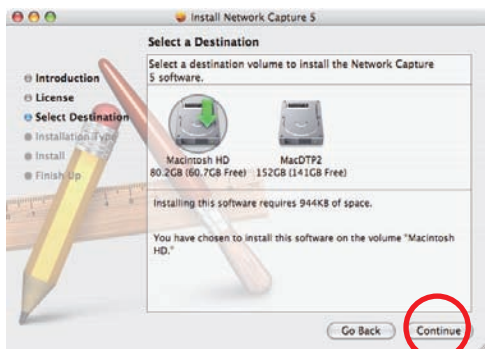 Install Network Capture 5
Select a Destination
Introduction
License
Select Destination
Installation Type
Install
Finish Up
Select a destination volume to install the Network Capture
5 software.
Macintosh HD
80.2GB (60.7GB Free)
MacDTP2
152GB (141GB Free)
Installing this software requires 944KB of space.
You have chosen to install this software on the volume "Macintosh
HD."
Go Back
Continue